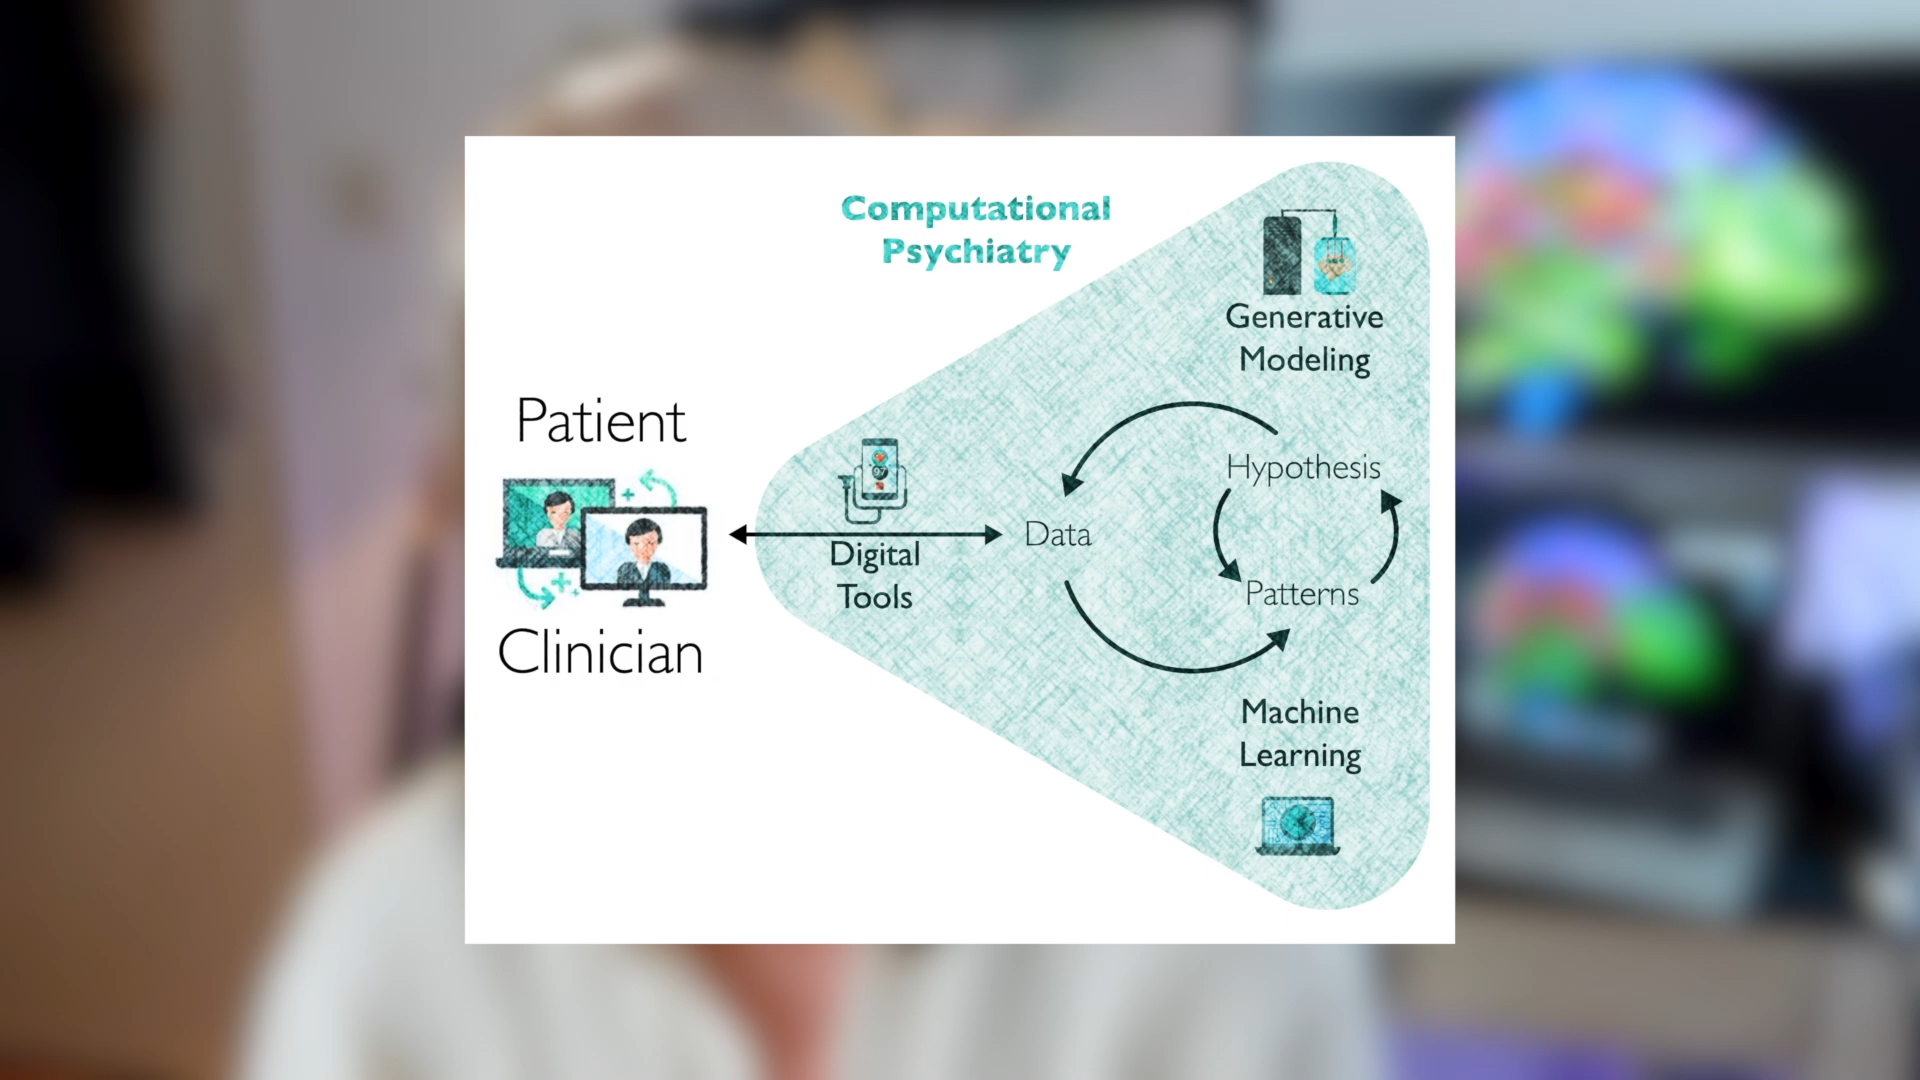 Computational
Psychiatry
Generative
Modeling
Patient
Clinician
Digital
Tools
Data
Hypothesis
Patterns
Machine
Learning